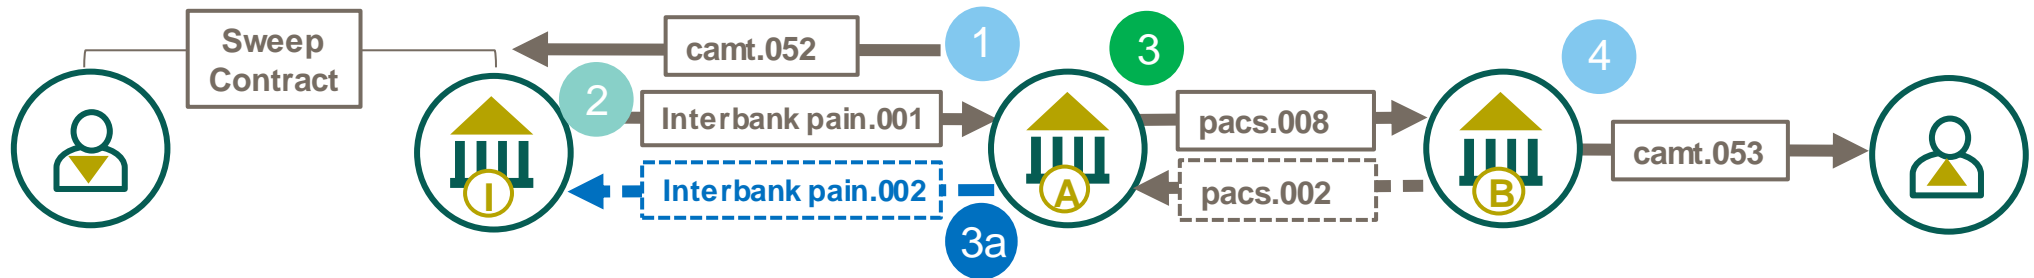 Sweep
Contract
camt.052
1
3
4
2
Interbank pain.001
pacs.008
camt.053
Interbank pain.002
pacs.002
I
A
B
3a